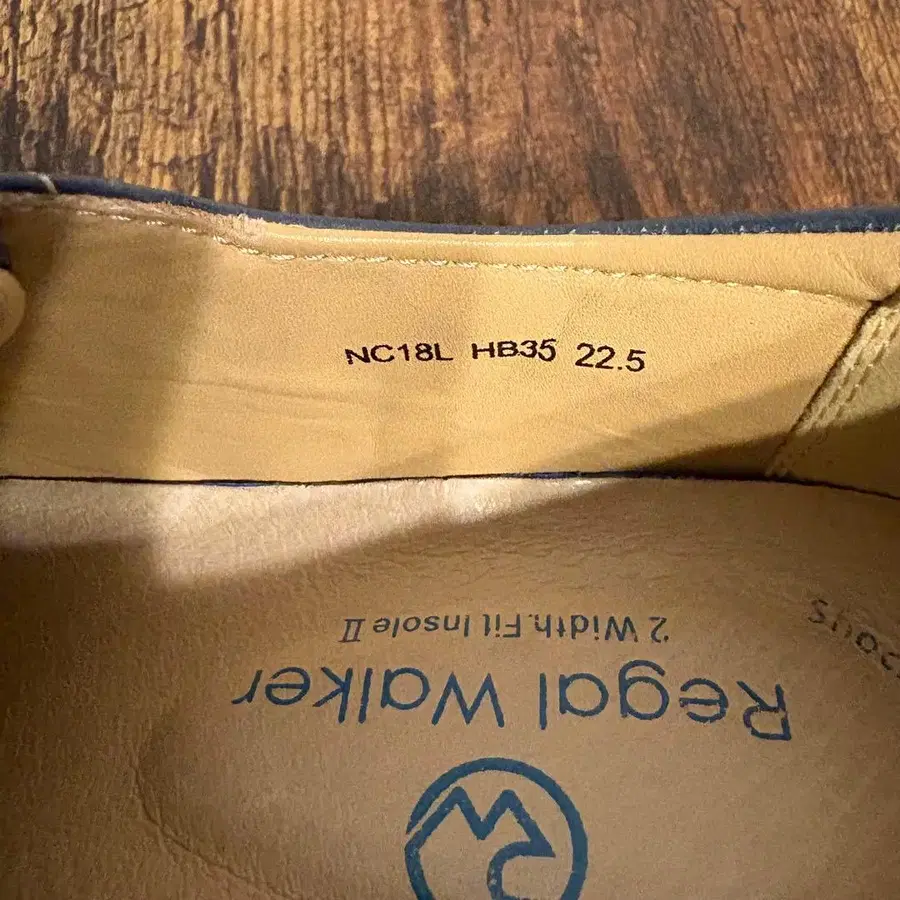 NC18L HB35 22.5
Regal Walker
2 Width.Fit Insole II